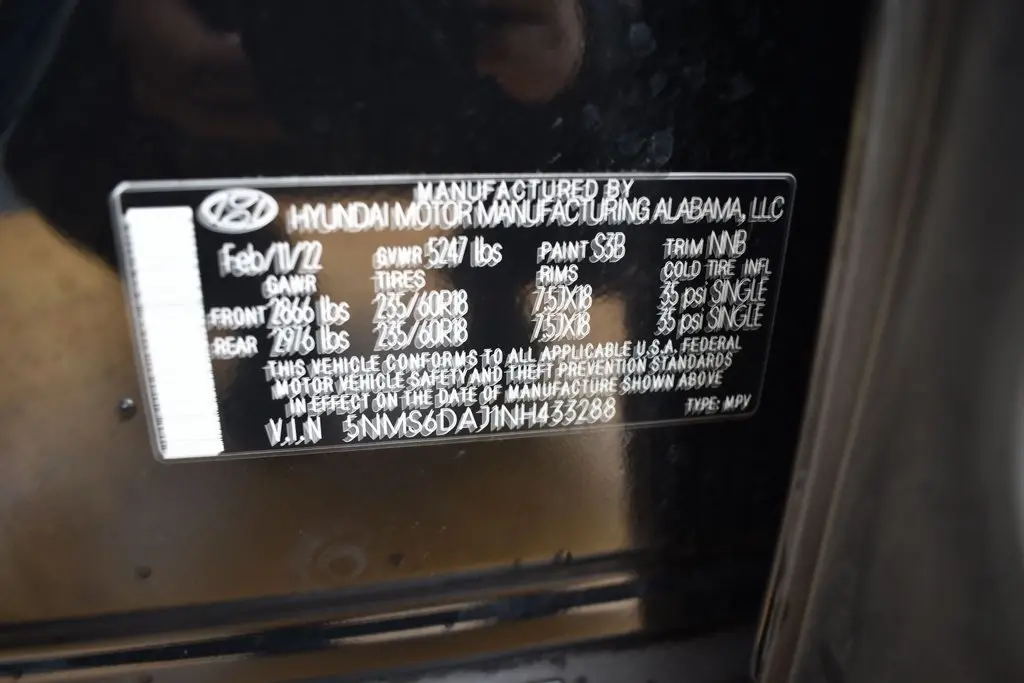 MANUFACTURED BY
HYUNDAI MOTOR MANUFACTURING ALABAMA, LLC
Feb/11/22 GVWR 5247 lbs PAINT S3B TRIM NNB
GAWR TIRES RIMS COLD TIRE INFL
FRONT 2866 lbs 235/60R18 7.5JX18 35 psi SINGLE
REAR 2976 lbs 235/60R18 7.5JX18 35 psi SINGLE
THIS VEHICLE CONFORMS TO ALL APPLICABLE U.S.A. FEDERAL
MOTOR VEHICLE SAFETY AND THEFT PREVENTION STANDARDS
IN EFFECT ON THE DATE OF MANUFACTURE SHOWN ABOVE
V.I.N 5NMS6DAJ1NH433288 TYPE: MPV